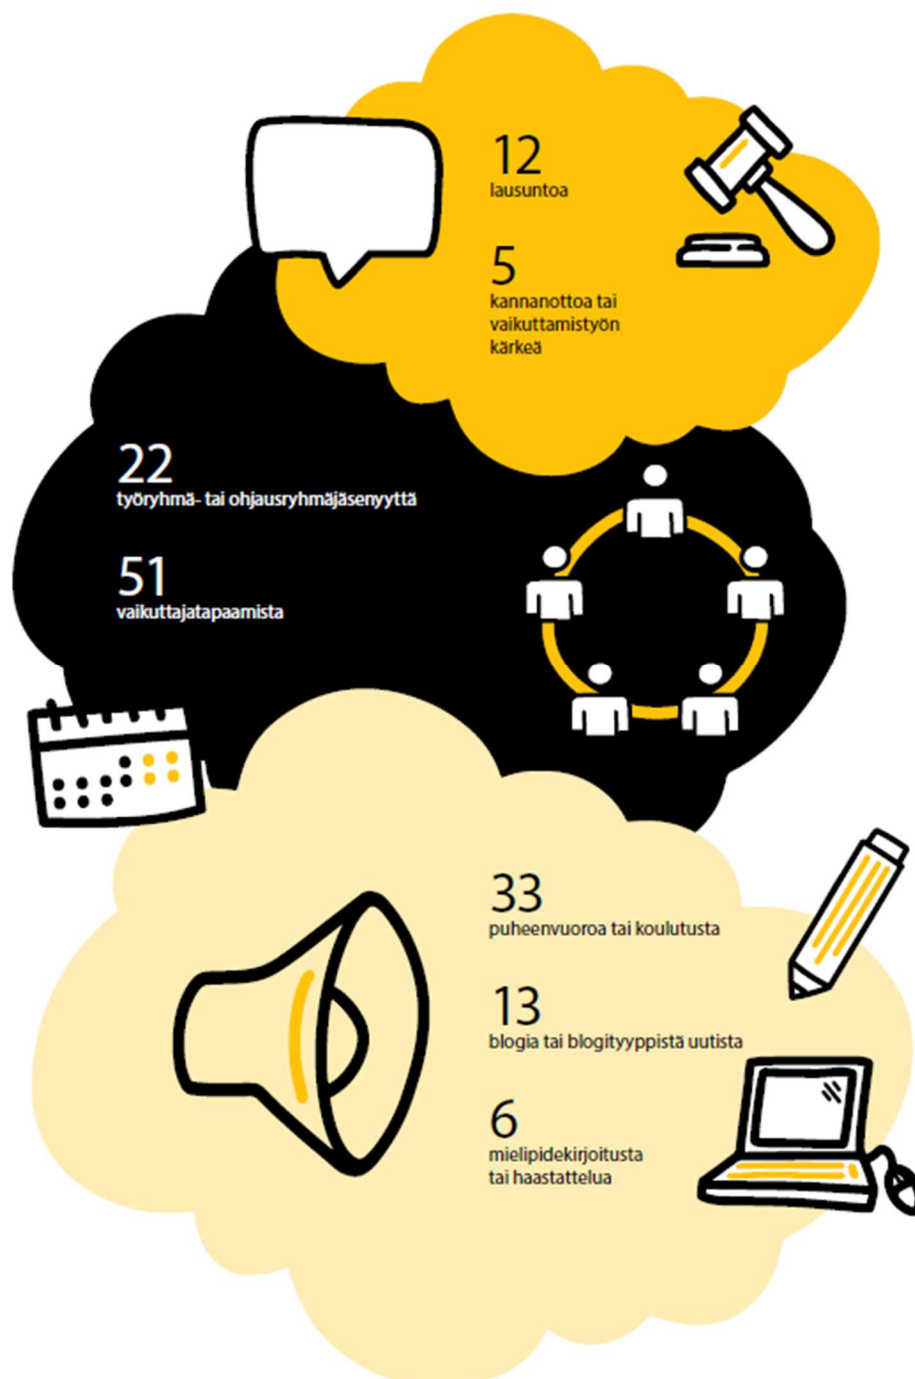 12
lausuntoa
5
kannanottoa tai
vaikuttamistyön
kärkeä
22
työryhmä- tai ohjausryhmäjäsenyyttä
51
vaikuttajatapaamista
33
puheenvuoroa tai koulutusta
13
blogia tai blogityyppistä uutista
6
mielipidekirjoitusta
tai haastattelua